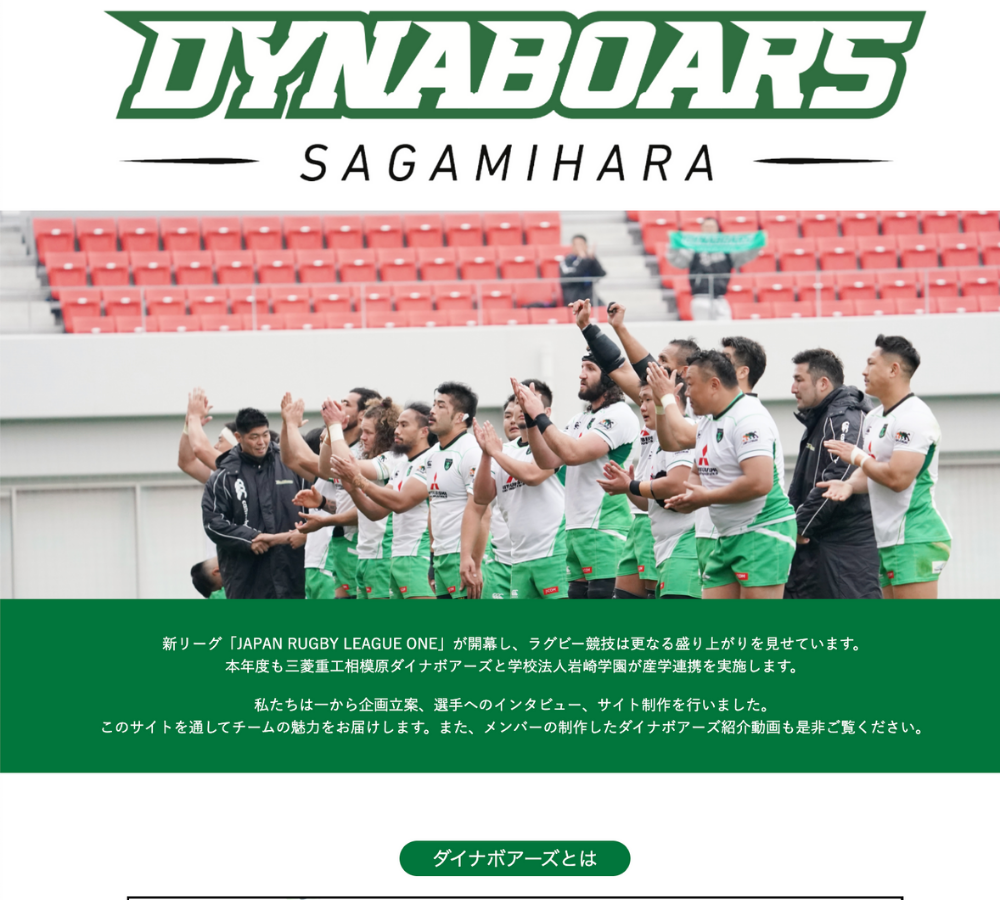 DYNABOARS
SAGAMIHARA
新リーグ「JAPAN RUGBY LEAGUE ONE」が開幕し、ラグビー競技は更なる盛り上がりを見せています。
本年度も三菱重工相模原ダイナボアーズと学校法人岩崎学園が産学連携を実施します。
私たちは一から企画立案、選手へのインタビュー、サイト制作を行いました。
このサイトを通してチームの魅力をお届けします。また、メンバーの制作したダイナボアーズ紹介動画も是非ご覧ください。
ダイナボアーズとは